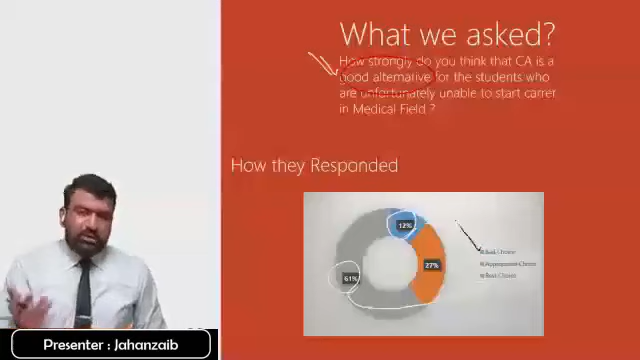 What we asked?
How strongly do you think that CA is a
good alternative for the students who
are unfortunately unable to start carrer
in Medical Field ?
How they Responded
12%
27%
61%
Presenter : Jahanzaib